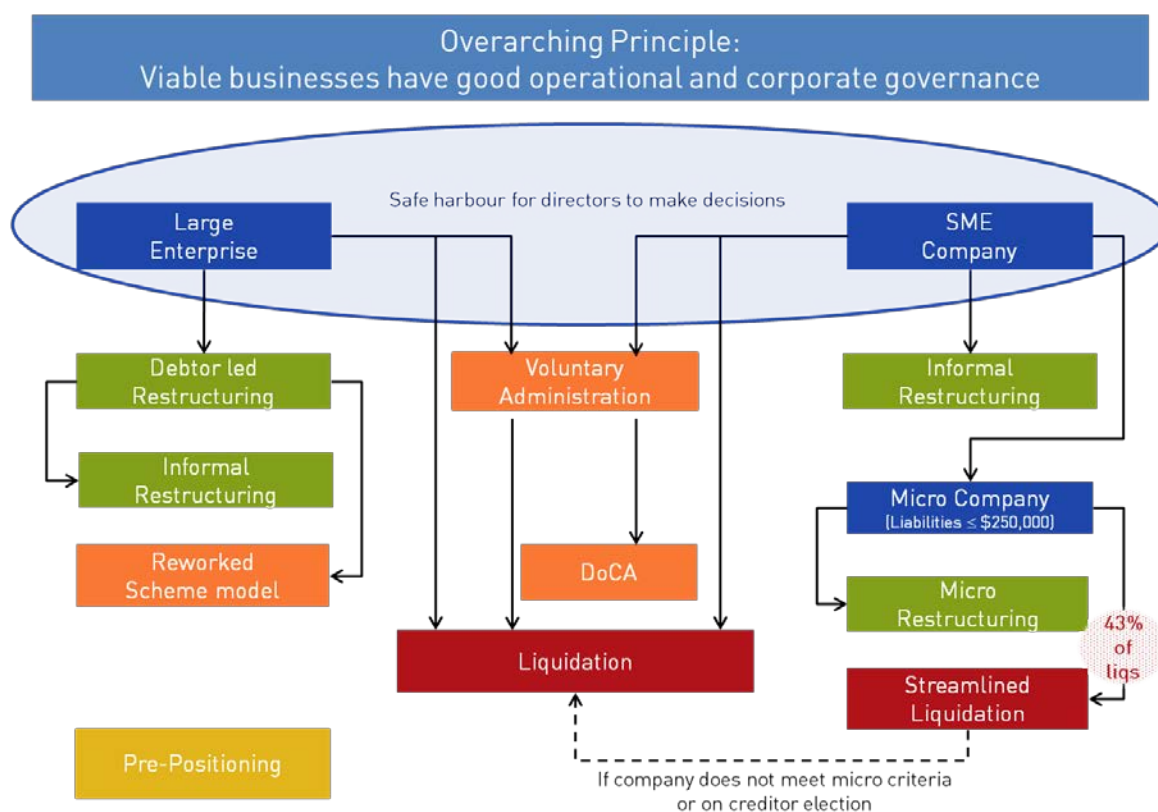 Overarching Principle:
Viable businesses have good operational and corporate governance
Safe harbour for directors to make decisions
Large
Enterprise
SME
Company
Debtor led
Restructuring
Voluntary
Administration
Informal
Restructuring
Informal
Restructuring
Micro Company
(Liabilities ≤ $250,000)
Reworked
Scheme model
DoCA
Micro
Restructuring
43%
of
liqs
Liquidation
Streamlined
Liquidation
Pre-Positioning
If company does not meet micro criteria
or on creditor election